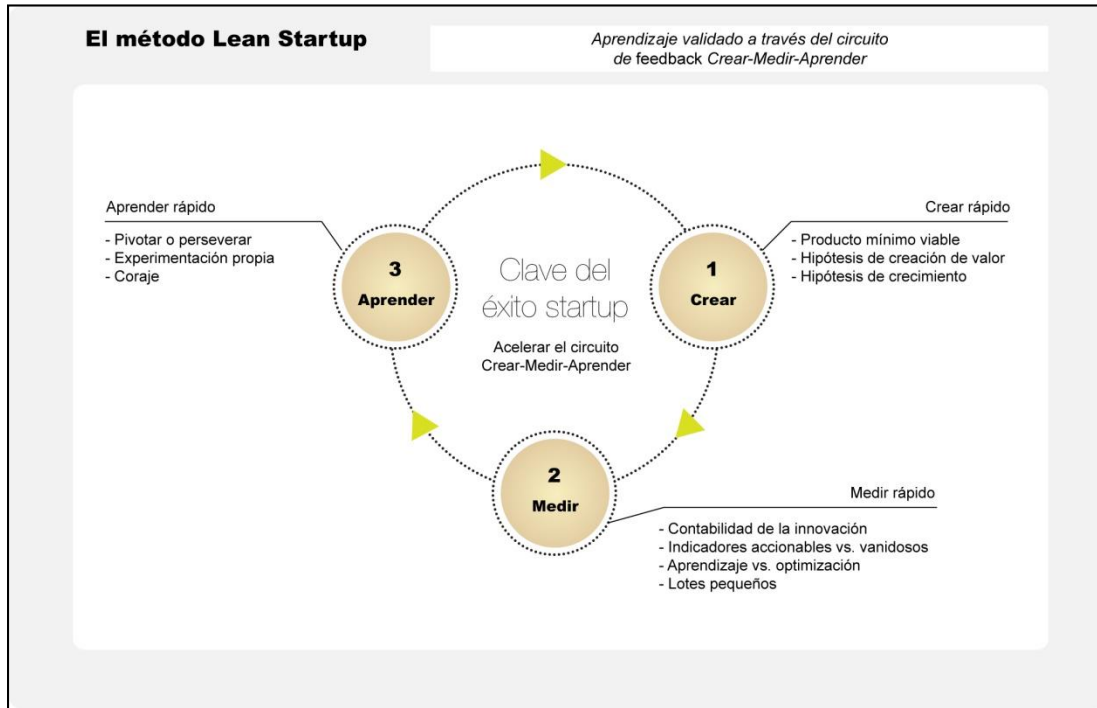 El método Lean Startup
Aprendizaje validado a través del circuito
de feedback Crear-Medir-Aprender
Aprender rápido
- Pivotar o perseverar
- Experimentación propia
- Coraje
3
Aprender
Clave del
éxito startup
Acelerar el circuito
Crear-Medir-Aprender
Crear rápido
- Producto mínimo viable
- Hipótesis de creación de valor
- Hipótesis de crecimiento
1
Crear
2
Medir
Medir rápido
- Contabilidad de la innovación
- Indicadores accionables vs. vanidosos
- Aprendizaje vs. optimización
- Lotes pequeños